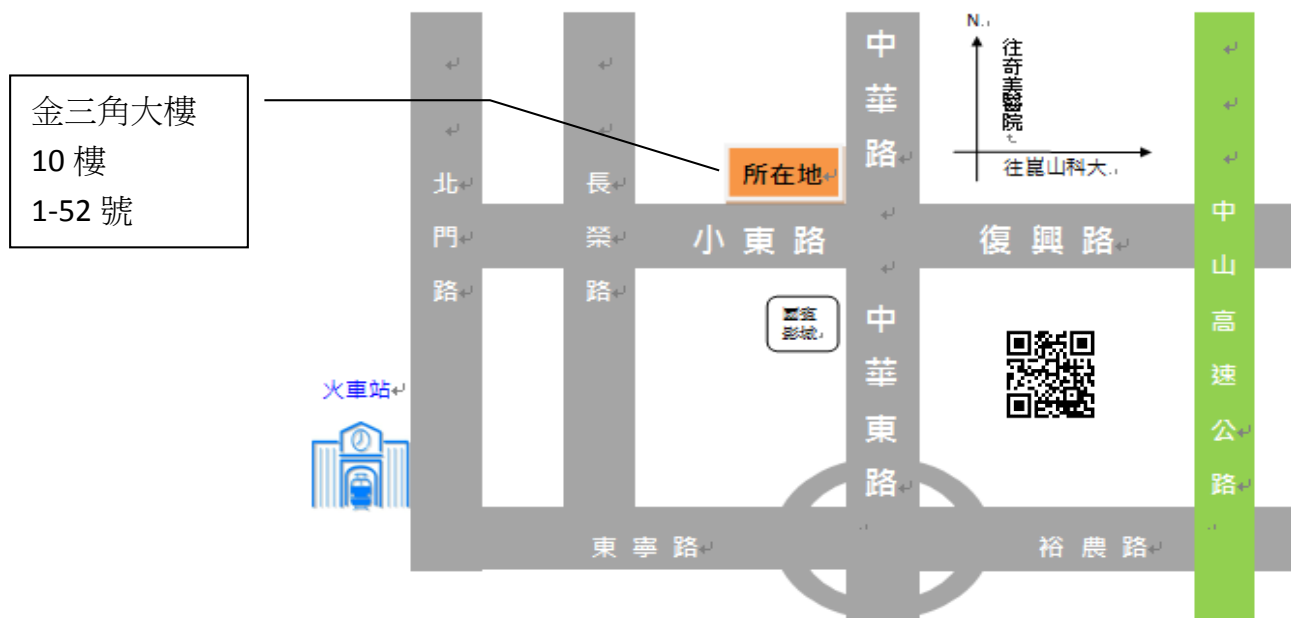 金三角大樓
10 樓
1-52 號
北門路
長榮路
所在地
中華路
N
往奇美醫院
往崑山科大
小東路
復興路
中山高速公路
影城
中華東路
火車站
東寧路
裕農路